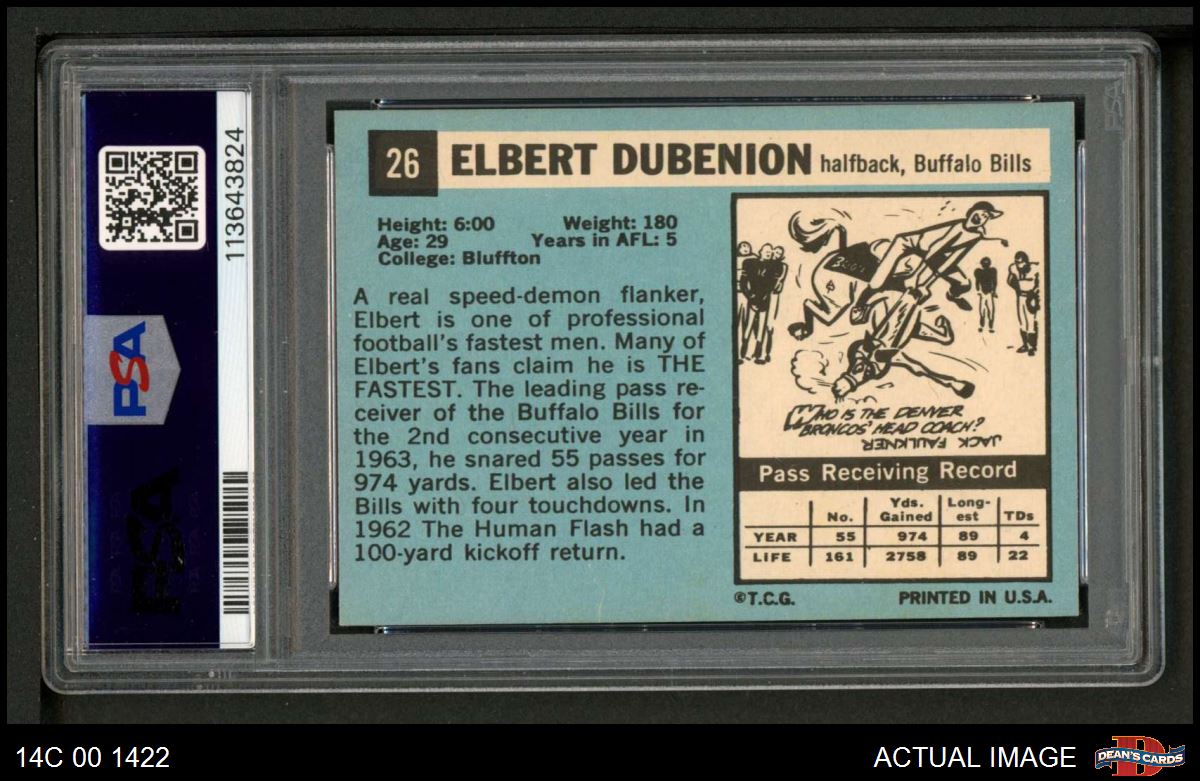 113643824
PSA
PSA
PSA
26 ELBERT DUBENION halfback, Buffalo Bills
Height: 6:00 Weight: 180
Age: 29 Years in AFL: 5
College: Bluffton
A real speed-demon flanker,
Elbert is one of professional
football's fastest men. Many of
Elbert's fans claim he is THE
FASTEST. The leading pass re-
ceiver of the Buffalo Bills for
the 2nd consecutive year in
1963, he snared 55 passes for
974 yards. Elbert also led the
Bills with four touchdowns. In
1962 The Human Flash had a
100-yard kickoff return.
WHO IS THE DENVER
BRONCOS' HEAD COACH?
JACK FAULKNER
Pass Receiving Record
No. Yds. Gained Long-est TDs
YEAR 55 974 89 4
LIFE 161 2758 89 22
©T.C.G. PRINTED IN U.S.A.
14C 00 1422
ACTUAL IMAGE
D
DEAN'S CARDS